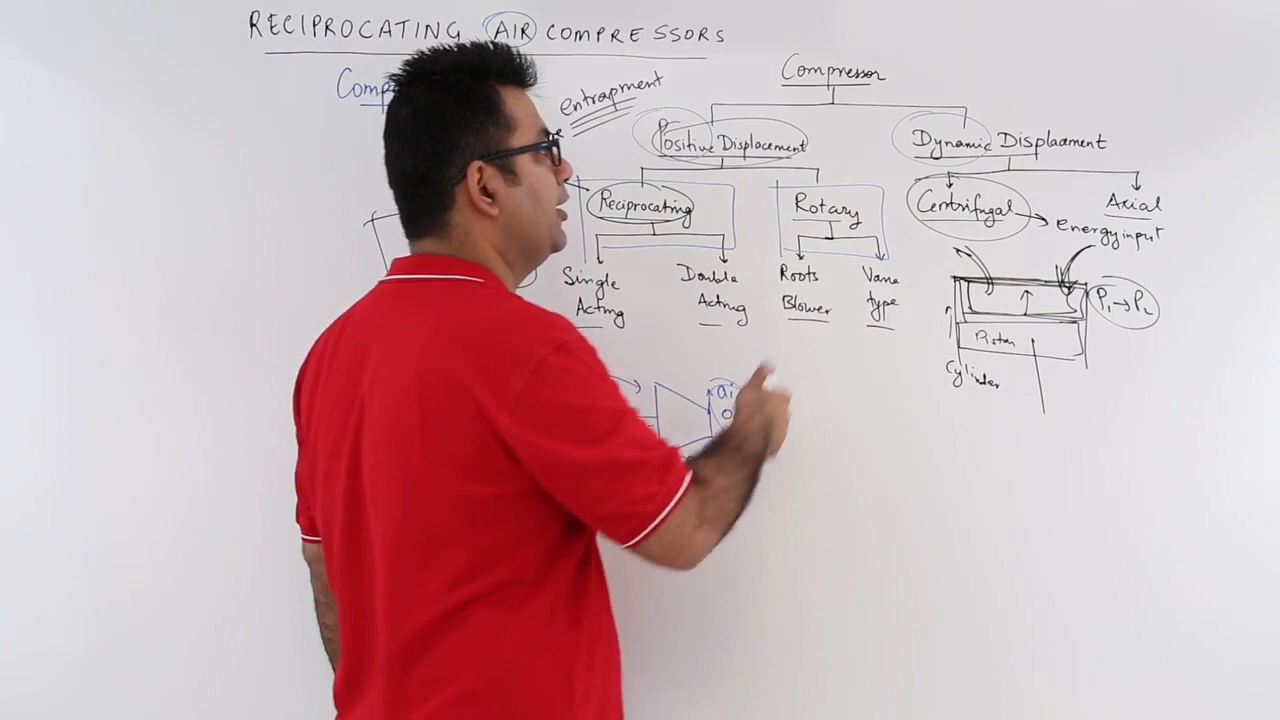 RECIPROCATING AIR COMPRESSORS
Comp
entrapment
Compressor
Positive Displacement
Dynamic Displacement
Reciprocating
Rotary
Centrifugal
Axial
energy input
Single
Acting
Double
Acting
Roots
Blower
Vane
type
P₁→P₂
Piston
Cylinder